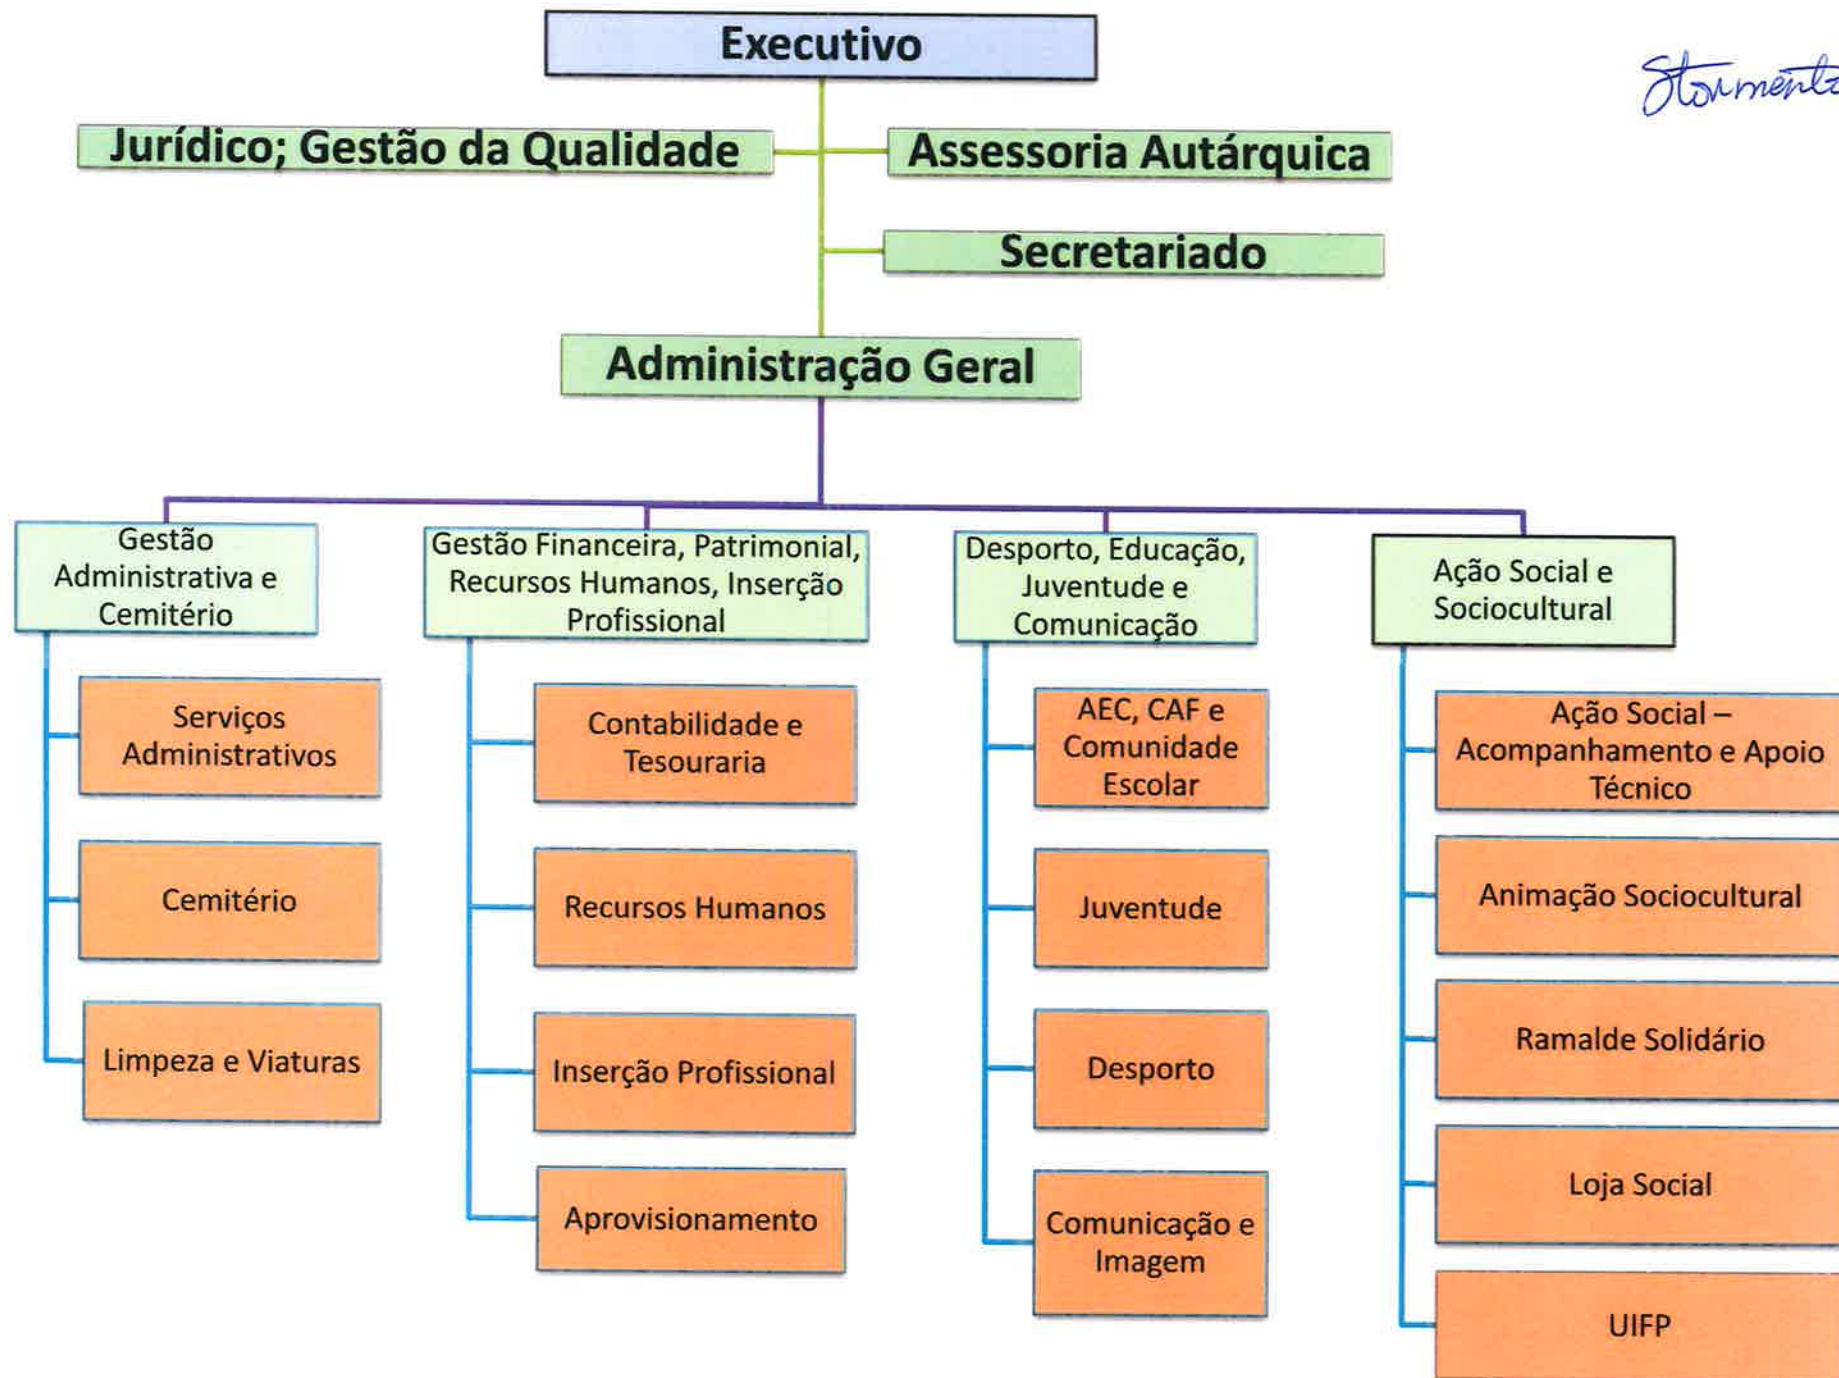 Executivo
Jurídico; Gestão da Qualidade
Assessoria Autárquica
Secretariado
Administração Geral
Gestão
Administrativa e
Cemitério
Serviços
Administrativos
Cemitério
Limpeza e Viaturas
Gestão Financeira, Patrimonial,
Recursos Humanos, Inserção
Profissional
Contabilidade e
Tesouraria
Recursos Humanos
Inserção Profissional
Aprovisionamento
Desporto, Educação,
Juventude e
Comunicação
AEC, CAF e
Comunidade
Escolar
Juventude
Desporto
Comunicação e
Imagem
Ação Social e
Sociocultural
Ação Social –
Acompanhamento e Apoio
Técnico
Animação Sociocultural
Ramalde Solidário
Loja Social
UIFP